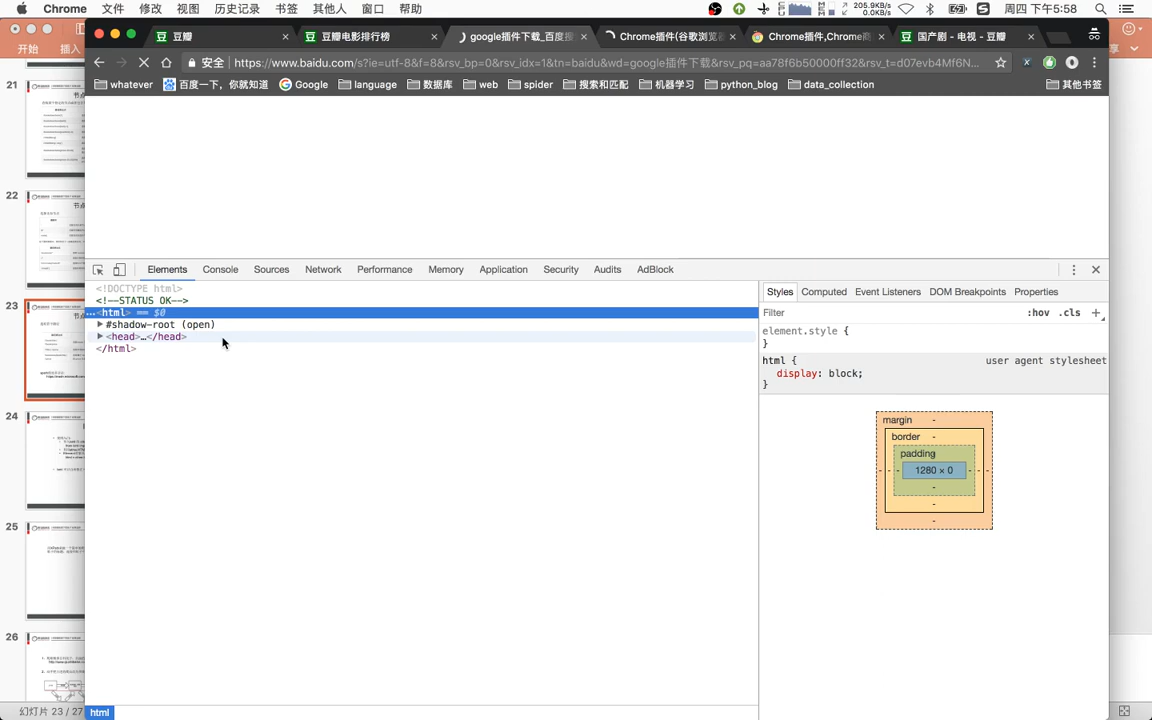 Chrome 文件 修改 视图 历史记录 书签 其他人 窗口 帮助
205.9KB/s
0.0KB/s
周四 下午5:58
开始 插入
豆瓣
豆瓣电影排行榜
google插件下载_百度搜
Chrome插件(谷歌浏览器
Chrome插件,Chrome商
国产剧 - 电视 - 豆瓣
安全 https://www.baidu.com/s?ie=utf-8&f=8&rsv_bp=0&rsv_idx=1&tn=baidu&wd=google插件下载&rsv_pq=aa78f6b50000ff32&rsv_t=d07evb4Mf6N...
whatever 百度一下,你就知道 Google language 数据库 web spider 搜索和匹配 机器学习 python_blog data_collection 其他书签
21
22
23
24
25
26
Elements Console Sources Network Performance Memory Application Security Audits AdBlock
<!DOCTYPE html>
<!--STATUS OK-->
<html> == $0
#shadow-root (open)
<head>…</head>
</html>
Styles Computed Event Listeners DOM Breakpoints Properties
Filter :hov .cls +
element.style {
}
html { user agent stylesheet
display: block;
}
margin -
border -
padding
1280 × 0
html
幻灯片 23 / 27